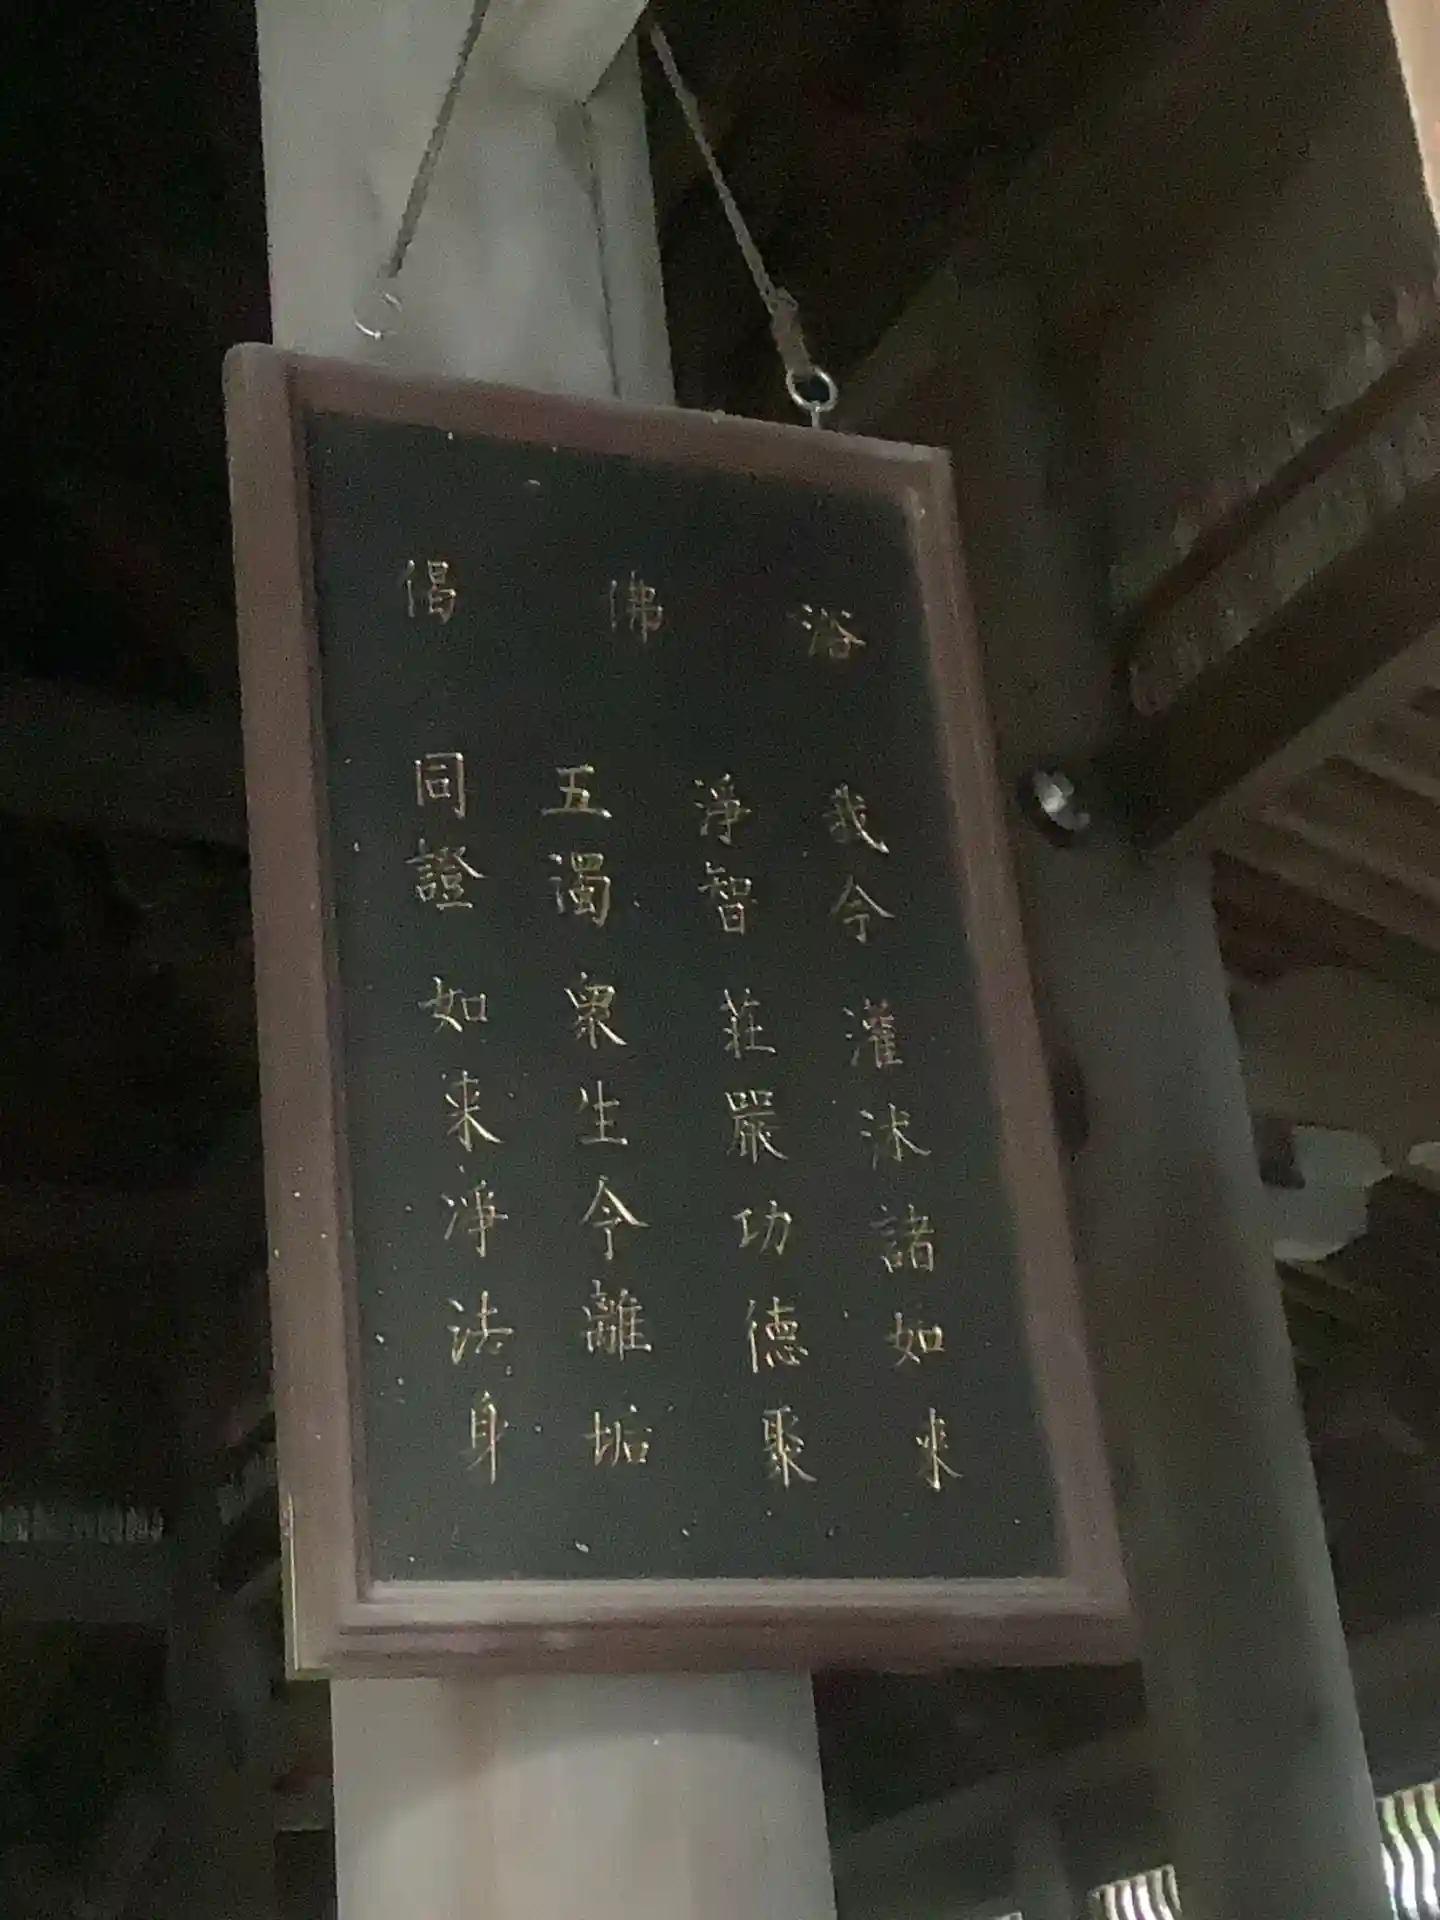 浴佛偈
我今灌沐諸如來
淨智莊嚴功德聚
五濁衆生令離垢
同證如来淨法身